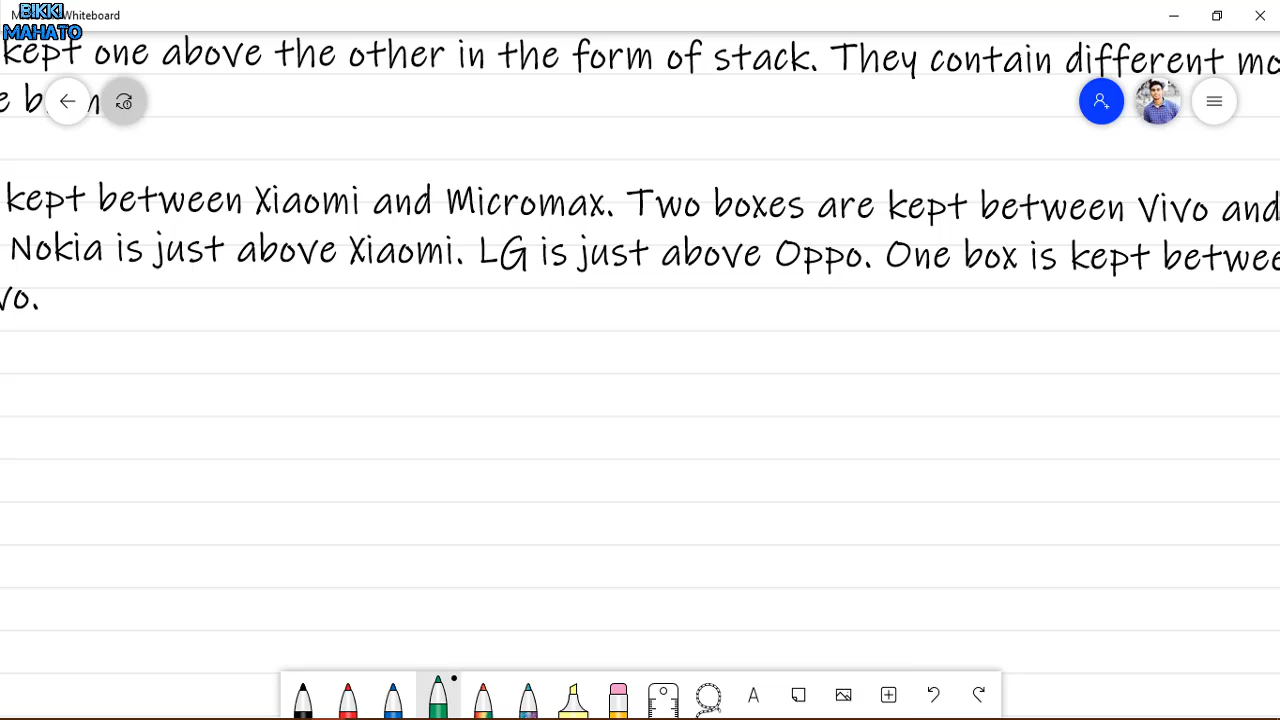 Whiteboard
BIKKI
MAHATO
kept one above the other in the form of stack. They contain different mo
kept between Xiaomi and Micromax. Two boxes are kept between Vivo and
Nokia is just above Xiaomi. LG is just above Oppo. One box is kept betwee
vo.